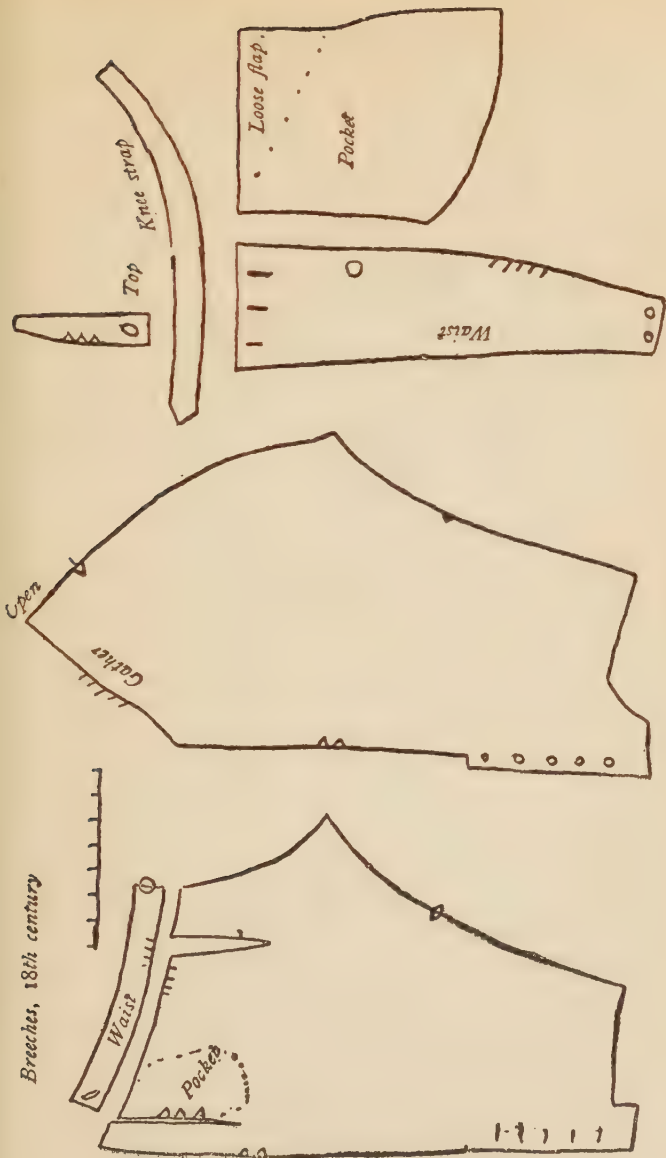 Breeches, 18th century
Waist
Pocket
Open
Gather
Top
Knee strap
Waist
Loose flap.
Pocket